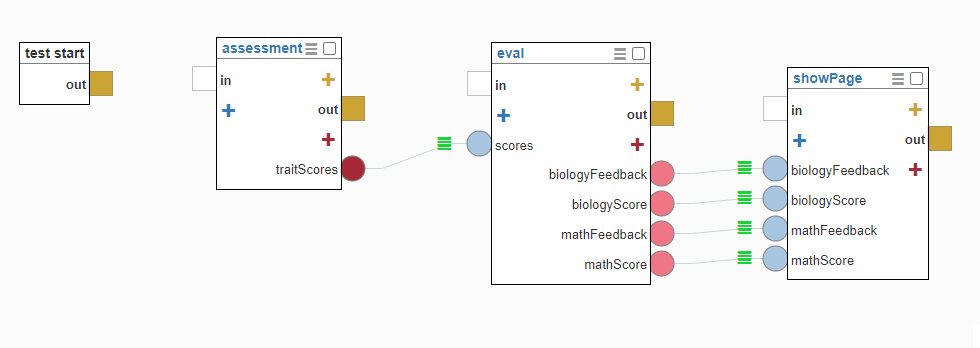 test start
out
assessment
in
out
traitScores
eval
in
out
scores
biologyFeedback
biologyScore
mathFeedback
mathScore
showPage
in
out
biologyFeedback
biologyScore
mathFeedback
mathScore